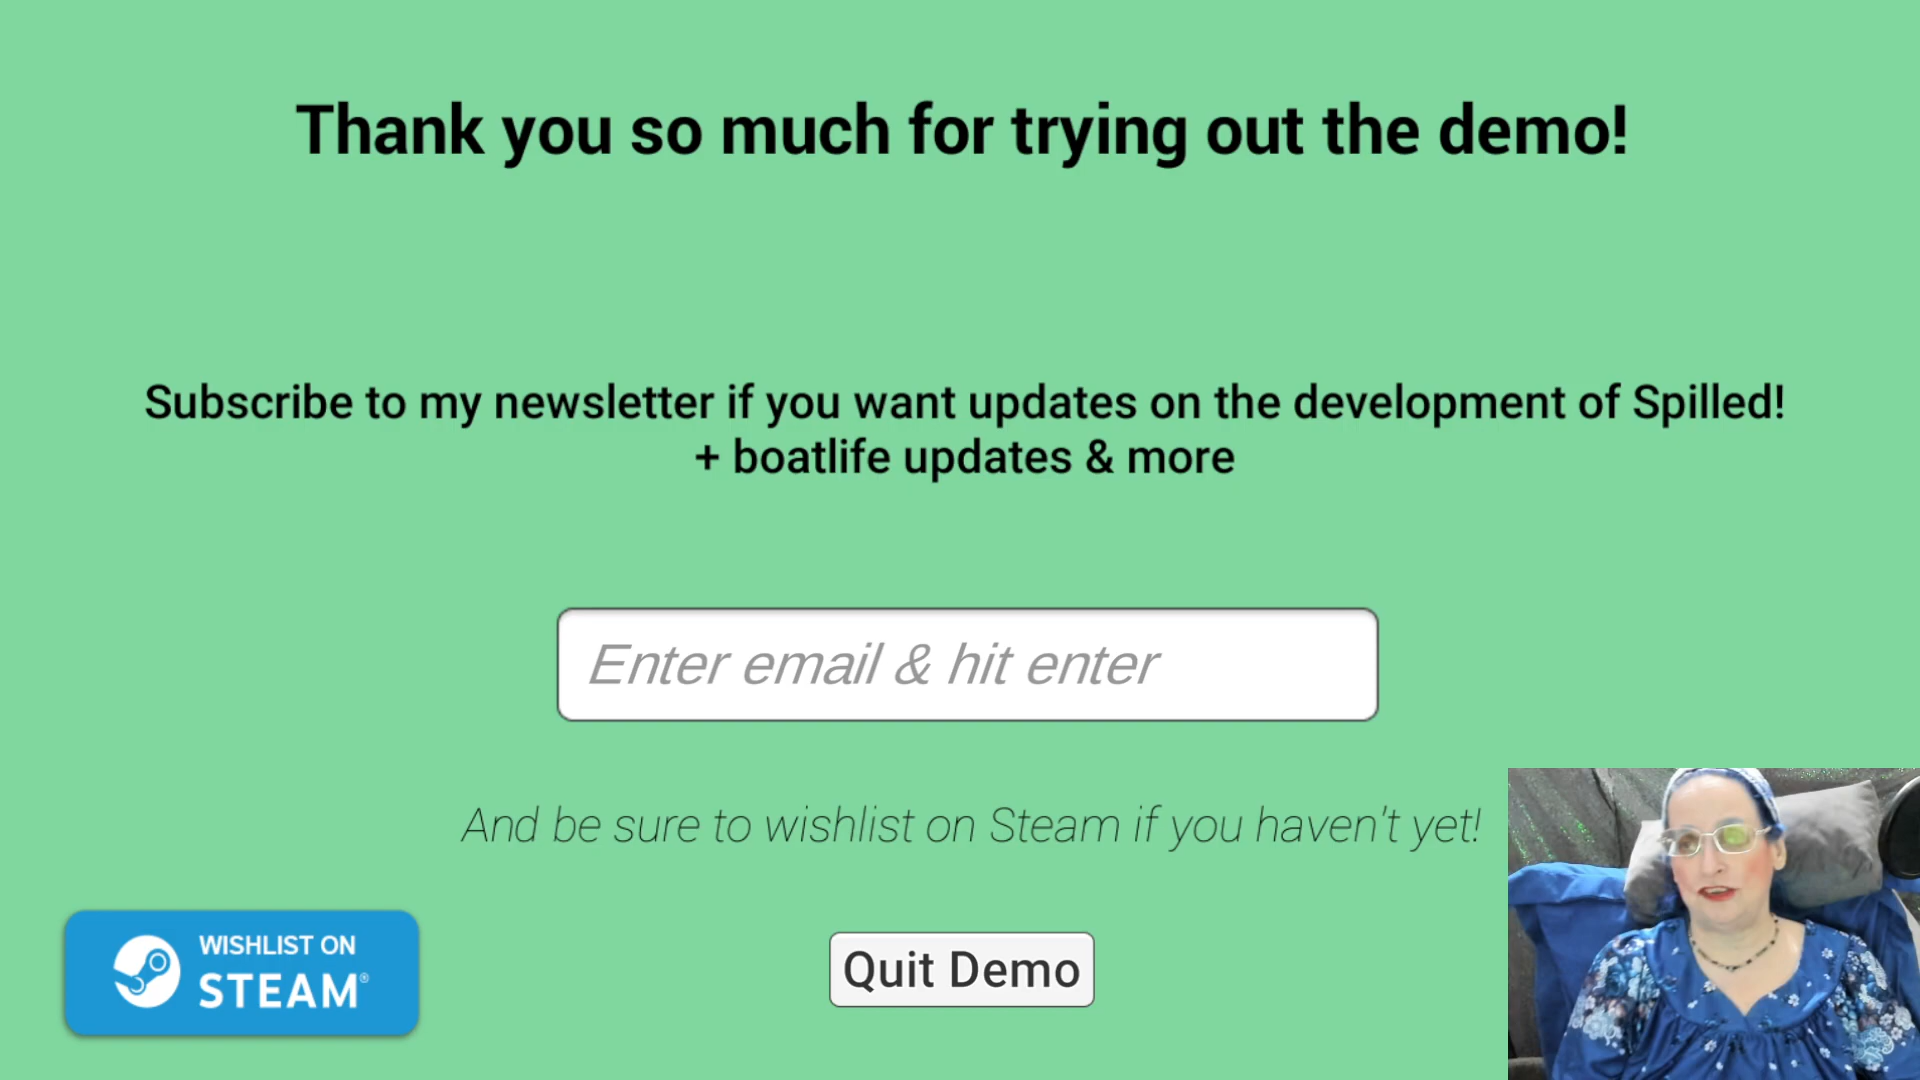 Thank you so much for trying out the demo!
Subscribe to my newsletter if you want updates on the development of Spilled!
+ boatlife updates & more
Enter email & hit enter
And be sure to wishlist on Steam if you haven't yet!
WISHLIST ON
STEAM®
Quit Demo